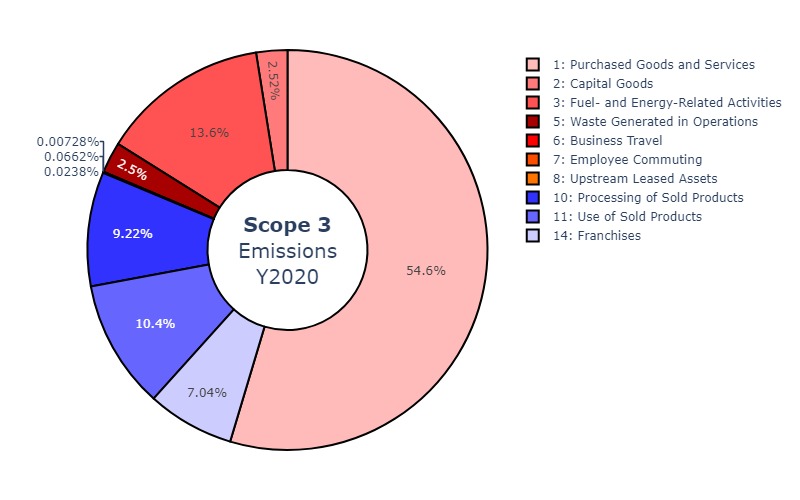 2.52%
13.6%
0.00728%
0.0662%
0.0238%
2.5%
9.22%
10.4%
7.04%
54.6%
Scope 3
Emissions
Y2020
1: Purchased Goods and Services
2: Capital Goods
3: Fuel- and Energy-Related Activities
5: Waste Generated in Operations
6: Business Travel
7: Employee Commuting
8: Upstream Leased Assets
10: Processing of Sold Products
11: Use of Sold Products
14: Franchises